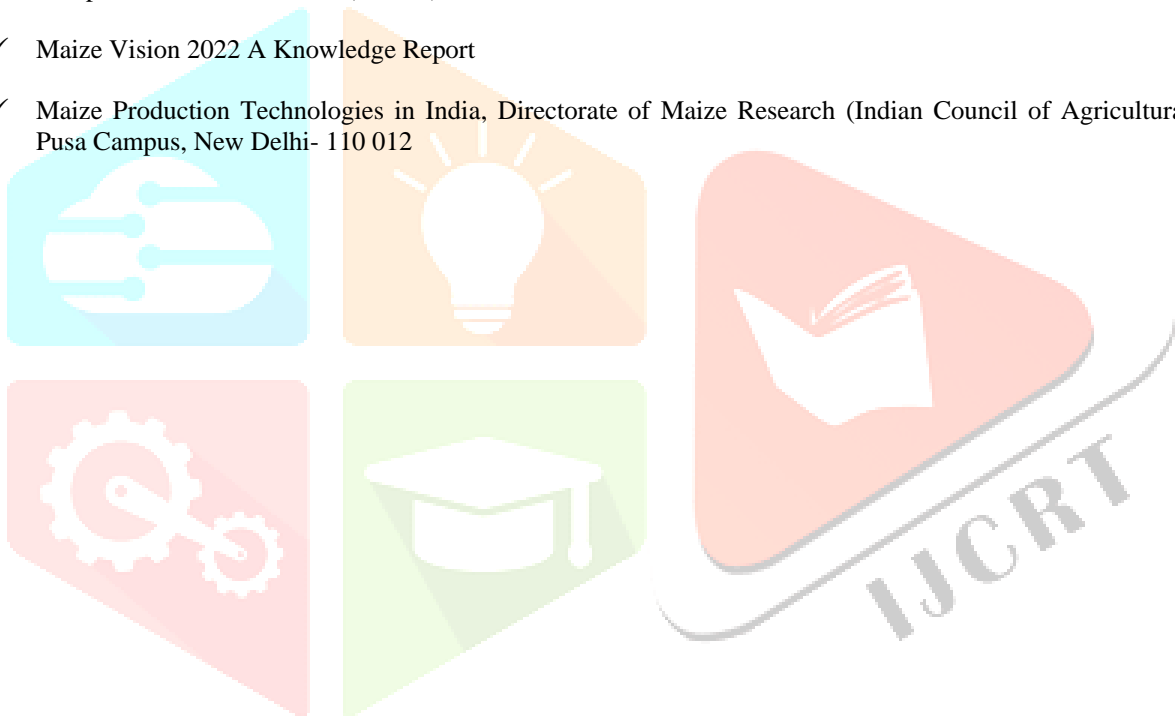 ✓ Maize Vision 2022 A Knowledge Report
✓ Maize Production Technologies in India, Directorate of Maize Research (Indian Council of
Pusa Campus, New Delhi- 110 012
IJCRT